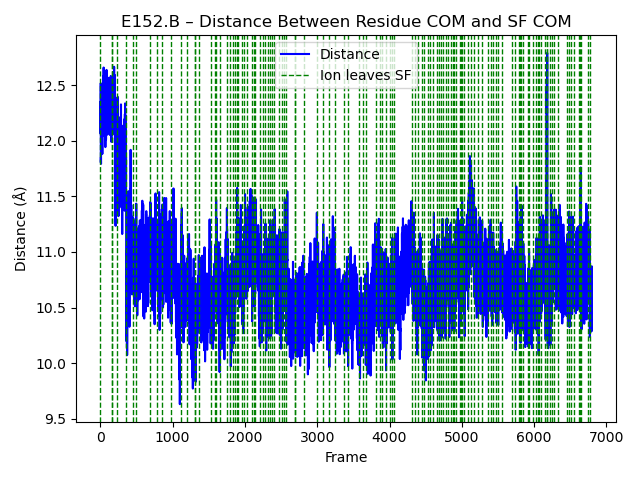 E152.B – Distance Between Residue COM and SF COM
Distance
Ion leaves SF
Distance (Å)
12.5
12.0
11.5
11.0
10.5
10.0
9.5
0 1000 2000 3000 4000 5000 6000 7000
Frame